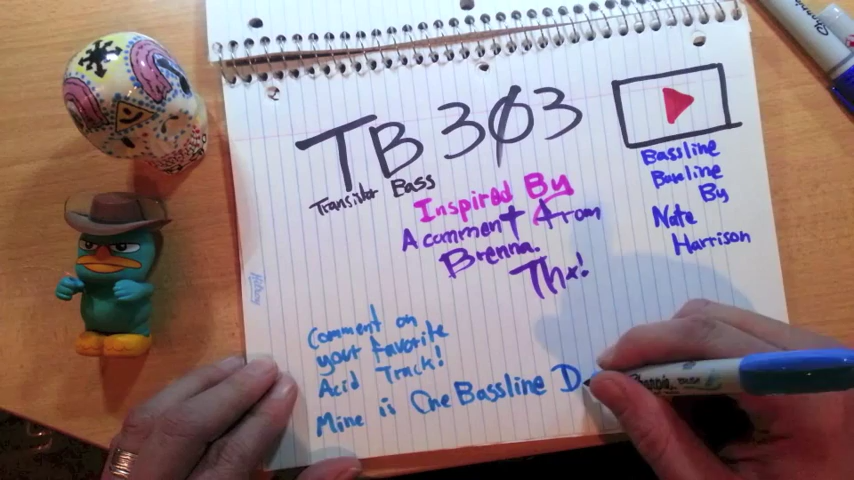 TB 303
Transistor Bass
Inspired By
A comment from
Brenna.
Thx!
Bassline
Baseline
By
Nate
Harrison
Comment on
your favorite
Acid Track!
Mine is One Bassline D
Sharpie